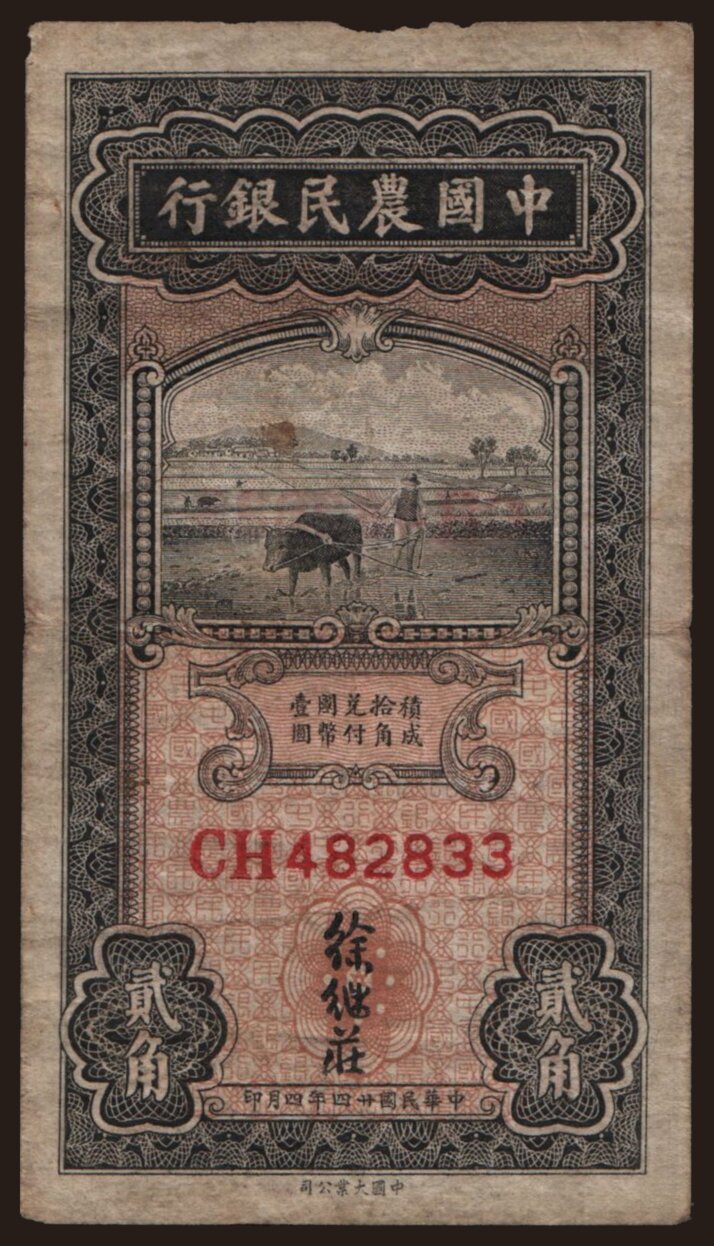 中國農民銀行
積成拾角兌付國幣壹圓
CH482833
徐继莊
貳角
貳角
中華民國廿四年四月印
中國大業公司